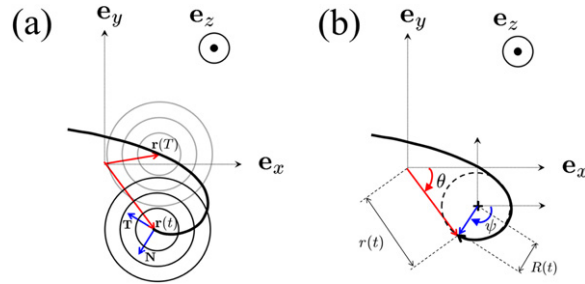 (a)
e_y
e_z
r(T)
e_x
r(t)
T
N
(b)
e_y
e_z
θ
e_x
ψ
r(t)
R(t)